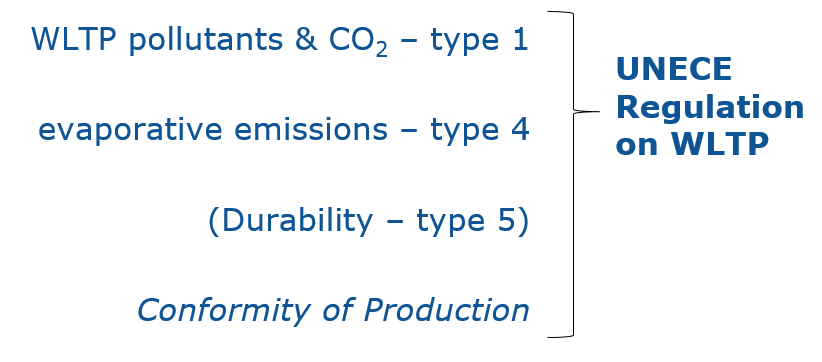 WLTP pollutants & CO₂ – type 1
evaporative emissions – type 4
(Durability – type 5)
Conformity of Production
UNECE
Regulation
on WLTP